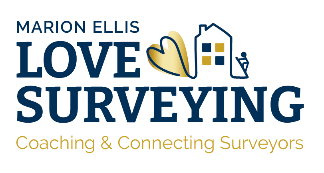 MARION ELLIS
LOVE
SURVEYING
Coaching & Connecting Surveyors